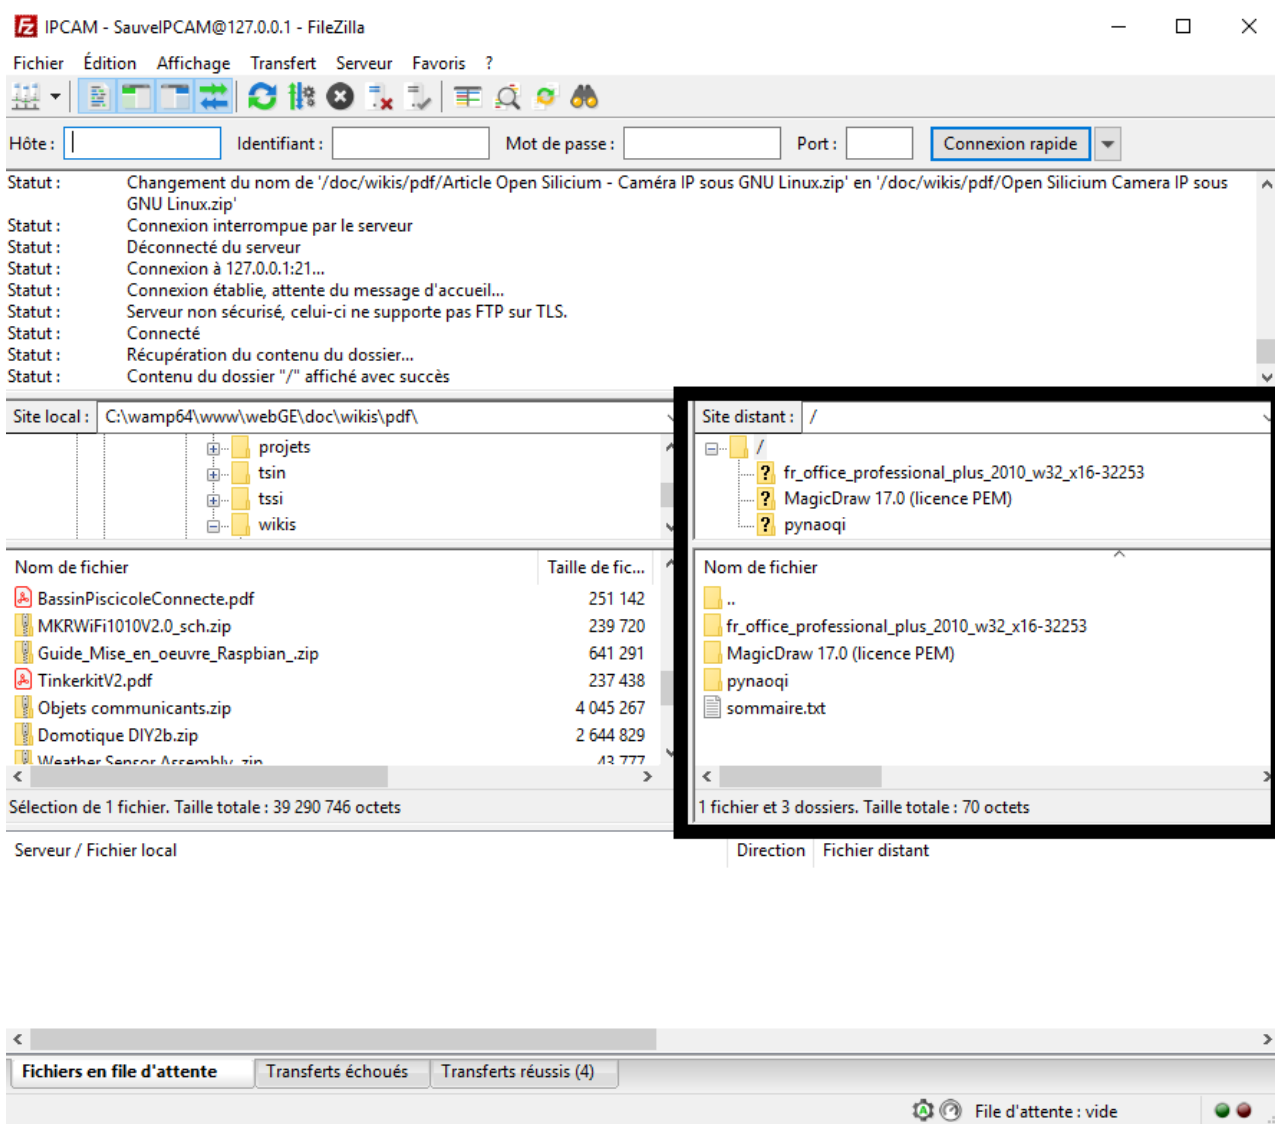 IPCAM - SauveIPCAM@127.0.0.1 - FileZilla
Fichier Édition Affichage Transfert Serveur Favoris ?
Hôte : Identifiant : Mot de passe : Port : Connexion rapide
Statut : Changement du nom de '/doc/wikis/pdf/Article Open Silicium - Caméra IP sous GNU Linux.zip' en '/doc/wikis/pdf/Open Silicium Camera IP sous
GNU Linux.zip'
Statut : Connexion interrompue par le serveur
Statut : Déconnecté du serveur
Statut : Connexion à 127.0.0.1:21...
Statut : Connexion établie, attente du message d'accueil...
Statut : Serveur non sécurisé, celui-ci ne supporte pas FTP sur TLS.
Statut : Connecté
Statut : Récupération du contenu du dossier...
Statut : Contenu du dossier "/" affiché avec succès
Site local : C:\wamp64\www\webGE\doc\wikis\pdf\
projets
tsin
tssi
wikis
Nom de fichier Taille de fic...
BassinPiscicoleConnecte.pdf 251 142
MKRWiFi1010V2.0_sch.zip 239 720
Guide_Mise_en_oeuvre_Raspbian_.zip 641 291
TinkerkitV2.pdf 237 438
Objets communicants.zip 4 045 267
Domotique DIY2b.zip 2 644 829
Weather Sensor Assembly .zip 43 777
Sélection de 1 fichier. Taille totale : 39 290 746 octets
Site distant : /
/
fr_office_professional_plus_2010_w32_x16-32253
MagicDraw 17.0 (licence PEM)
pynaoqi
Nom de fichier
..
fr_office_professional_plus_2010_w32_x16-32253
MagicDraw 17.0 (licence PEM)
pynaoqi
sommaire.txt
1 fichier et 3 dossiers. Taille totale : 70 octets
Serveur / Fichier local Direction Fichier distant
Fichiers en file d'attente Transferts échoués Transferts réussis (4)
File d'attente : vide